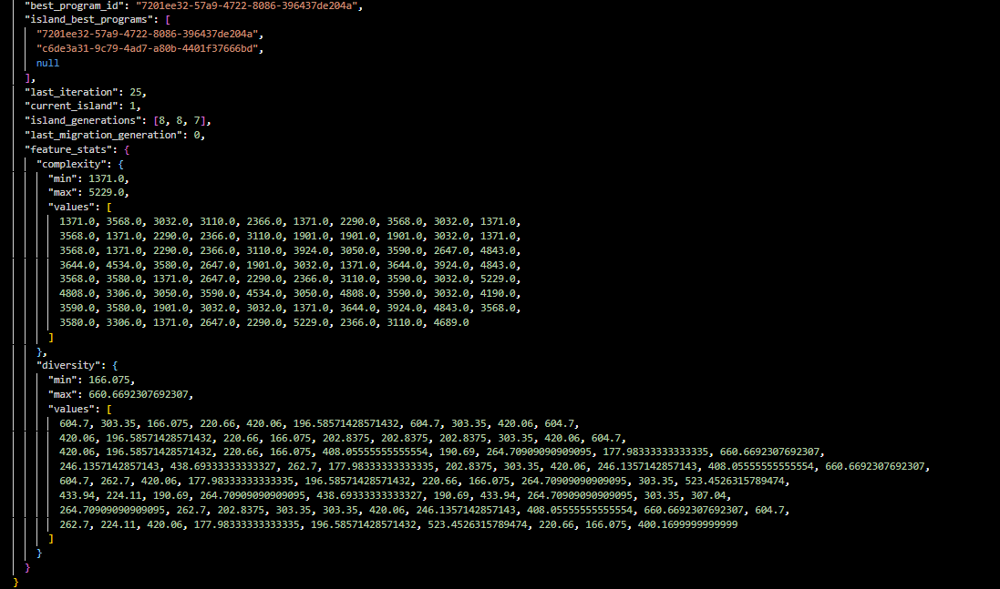 "best_program_id": "7201ee32-57a9-4722-8086-396437de204a",
"island_best_programs": [
"7201ee32-57a9-4722-8086-396437de204a",
"c6de3a31-9c79-4ad7-a80b-4401f37666bd",
null
],
"last_iteration": 25,
"current_island": 1,
"island_generations": [8, 8, 7],
"last_migration_generation": 0,
"feature_stats": {
"complexity": {
"min": 1371.0,
"max": 5229.0,
"values": [
1371.0, 3568.0, 3032.0, 3110.0, 2366.0, 1371.0, 2290.0, 3568.0, 3032.0, 1371.0,
3568.0, 1371.0, 2290.0, 2366.0, 3110.0, 1901.0, 1901.0, 1901.0, 3032.0, 1371.0,
3568.0, 1371.0, 2290.0, 2366.0, 3110.0, 3924.0, 3050.0, 3590.0, 2647.0, 4843.0,
3644.0, 4534.0, 3580.0, 2647.0, 1901.0, 3032.0, 1371.0, 3644.0, 3924.0, 4843.0,
3568.0, 3580.0, 1371.0, 2647.0, 2290.0, 2366.0, 3110.0, 3590.0, 3032.0, 5229.0,
4808.0, 3306.0, 3050.0, 3590.0, 4534.0, 3050.0, 4808.0, 3590.0, 3032.0, 4190.0,
3590.0, 3580.0, 1901.0, 3032.0, 3032.0, 1371.0, 3644.0, 3924.0, 4843.0, 3568.0,
3580.0, 3306.0, 1371.0, 2647.0, 2290.0, 5229.0, 2366.0, 3110.0, 4689.0
]
},
"diversity": {
"min": 166.075,
"max": 660.6692307692307,
"values": [
604.7, 303.35, 166.075, 220.66, 420.06, 196.58571428571432, 604.7, 303.35, 420.06, 604.7,
420.06, 196.58571428571432, 220.66, 166.075, 202.8375, 202.8375, 202.8375, 303.35, 420.06, 604.7,
420.06, 196.58571428571432, 220.66, 166.075, 408.05555555555554, 190.69, 264.70909090909095, 177.98333333333335, 660.6692307692307,
246.1357142857143, 438.69333333333327, 262.7, 177.98333333333335, 202.8375, 303.35, 420.06, 246.1357142857143, 408.05555555555554, 660.6692307692307,
604.7, 262.7, 420.06, 177.98333333333335, 196.58571428571432, 220.66, 166.075, 264.70909090909095, 303.35, 523.4526315789474,
433.94, 224.11, 190.69, 264.70909090909095, 438.69333333333327, 190.69, 433.94, 264.70909090909095, 303.35, 307.04,
264.70909090909095, 262.7, 202.8375, 303.35, 303.35, 420.06, 246.1357142857143, 408.05555555555554, 660.6692307692307, 604.7,
262.7, 224.11, 420.06, 177.98333333333335, 196.58571428571432, 523.4526315789474, 220.66, 166.075, 400.1699999999999
]
}
}
}